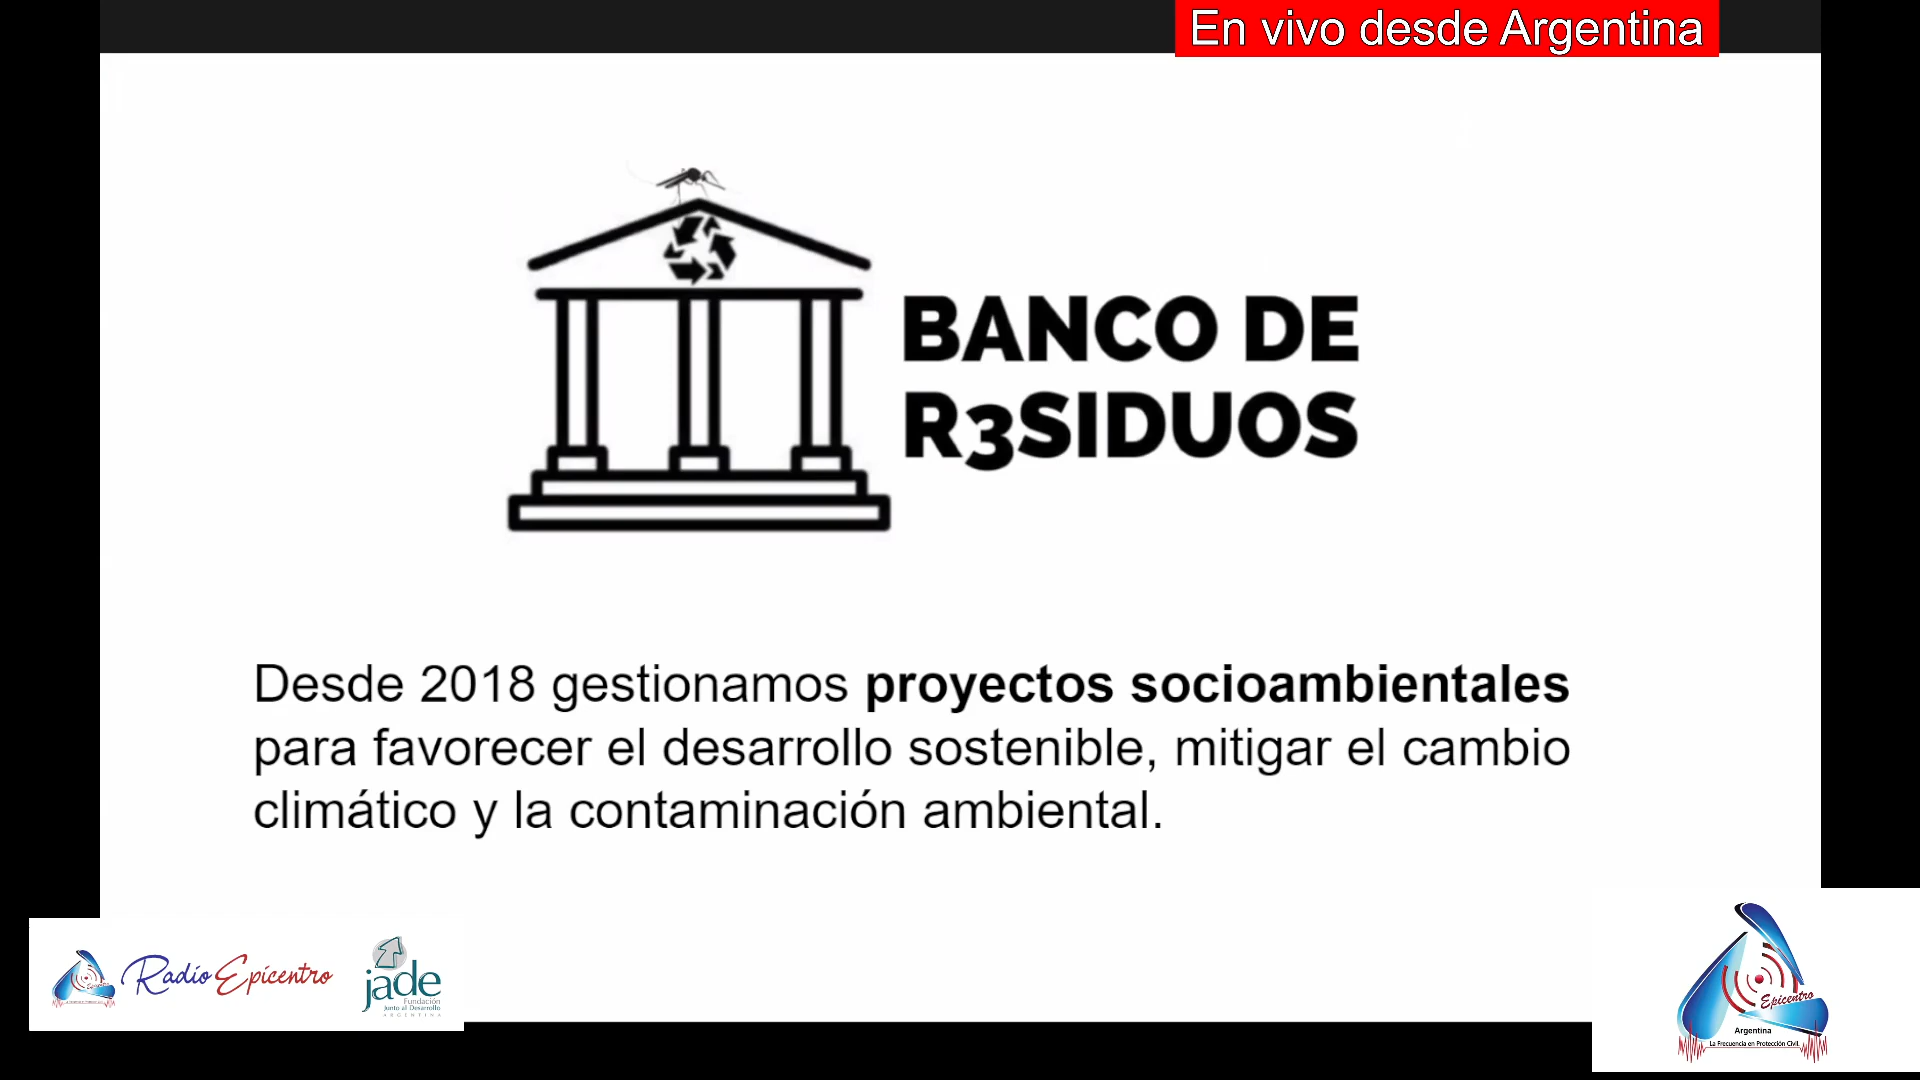 En vivo desde Argentina
BANCO DE
R3SIDUOS
Desde 2018 gestionamos proyectos socioambientales
para favorecer el desarrollo sostenible, mitigar el cambio
climático y la contaminación ambiental.
Radio Epicentro
jade
Fundación
Junto al Desarrollo
ARGENTINA
Epicentro
Argentina
La Frecuencia en Protección Civil.